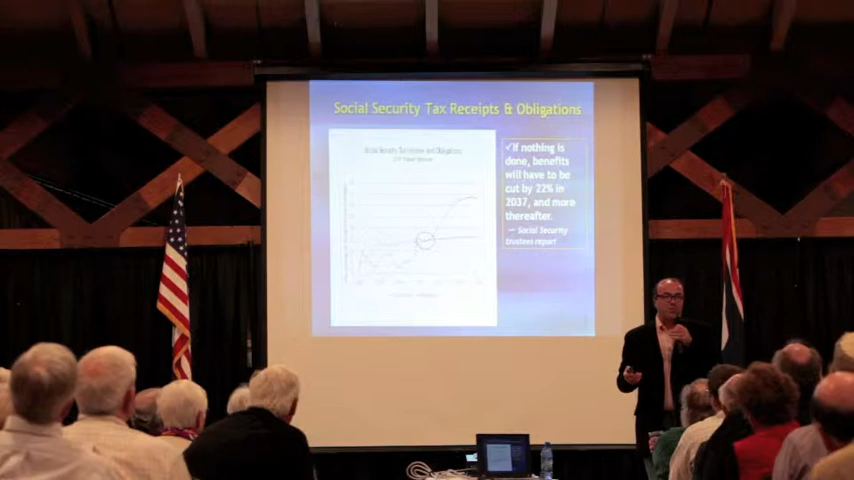 Social Security Tax Receipts & Obligations
Social Security Tax Income and Obligations
✓If nothing is
done, benefits
will have to be
cut by 22% in
2037, and more
thereafter.
— Social Security
trustees report